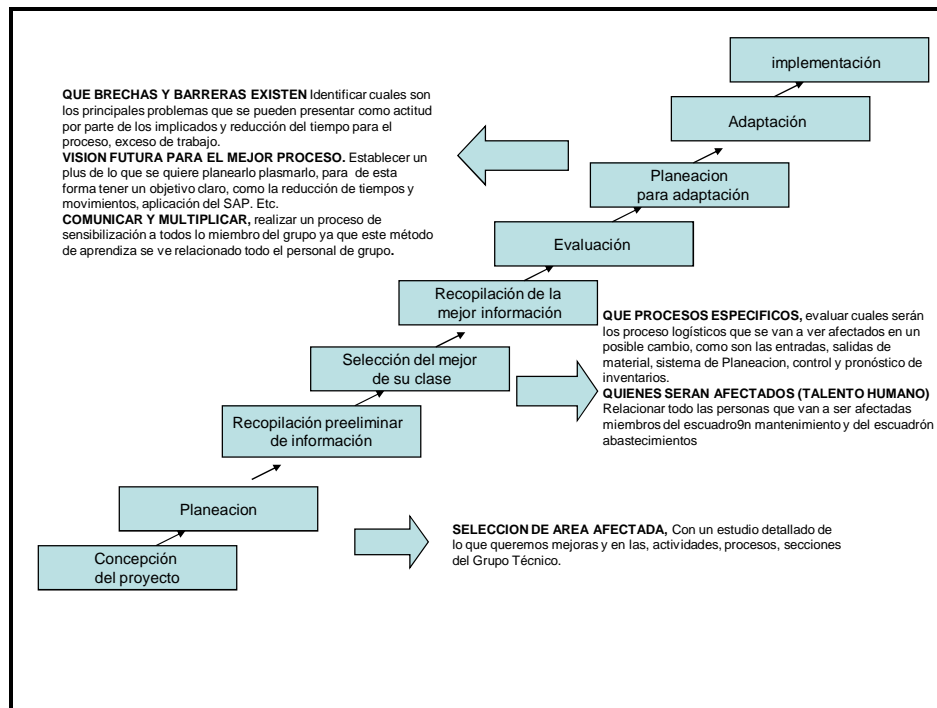 implementación
QUE BRECHAS Y BARRERAS EXISTEN Identificar cuales son
los principales problemas que se pueden presentar como actitud
por parte de los implicados y reducción del tiempo para el
proceso, exceso de trabajo.
VISION FUTURA PARA EL MEJOR PROCESO. Establecer un
plus de lo que se quiere planearlo plasmarlo, para de esta
forma tener un objetivo claro, como la reducción de tiempos y
movimientos, aplicación del SAP. Etc.
COMUNICAR Y MULTIPLICAR, realizar un proceso de
sensibilización a todos lo miembro del grupo ya que este método
de aprendiza se ve relacionado todo el personal de grupo.
Adaptación
Planeacion
para adaptación
Evaluación
Recopilación de la
mejor información
QUE PROCESOS ESPECIFICOS, evaluar cuales serán
los proceso logísticos que se van a ver afectados en un
posible cambio, como son las entradas, salidas de
material, sistema de Planeacion, control y pronóstico de
inventarios.
QUIENES SERAN AFECTADOS (TALENTO HUMANO)
Relacionar todo las personas que van a ser afectadas
miembros del escuadro9n mantenimiento y del escuadrón
abastecimientos
Selección del mejor
de su clase
Recopilación preeliminar
de información
Planeacion
SELECCION DE AREA AFECTADA, Con un estudio detallado de
lo que queremos mejoras y en las, actividades, procesos, secciones
del Grupo Técnico.
Concepción
del proyecto